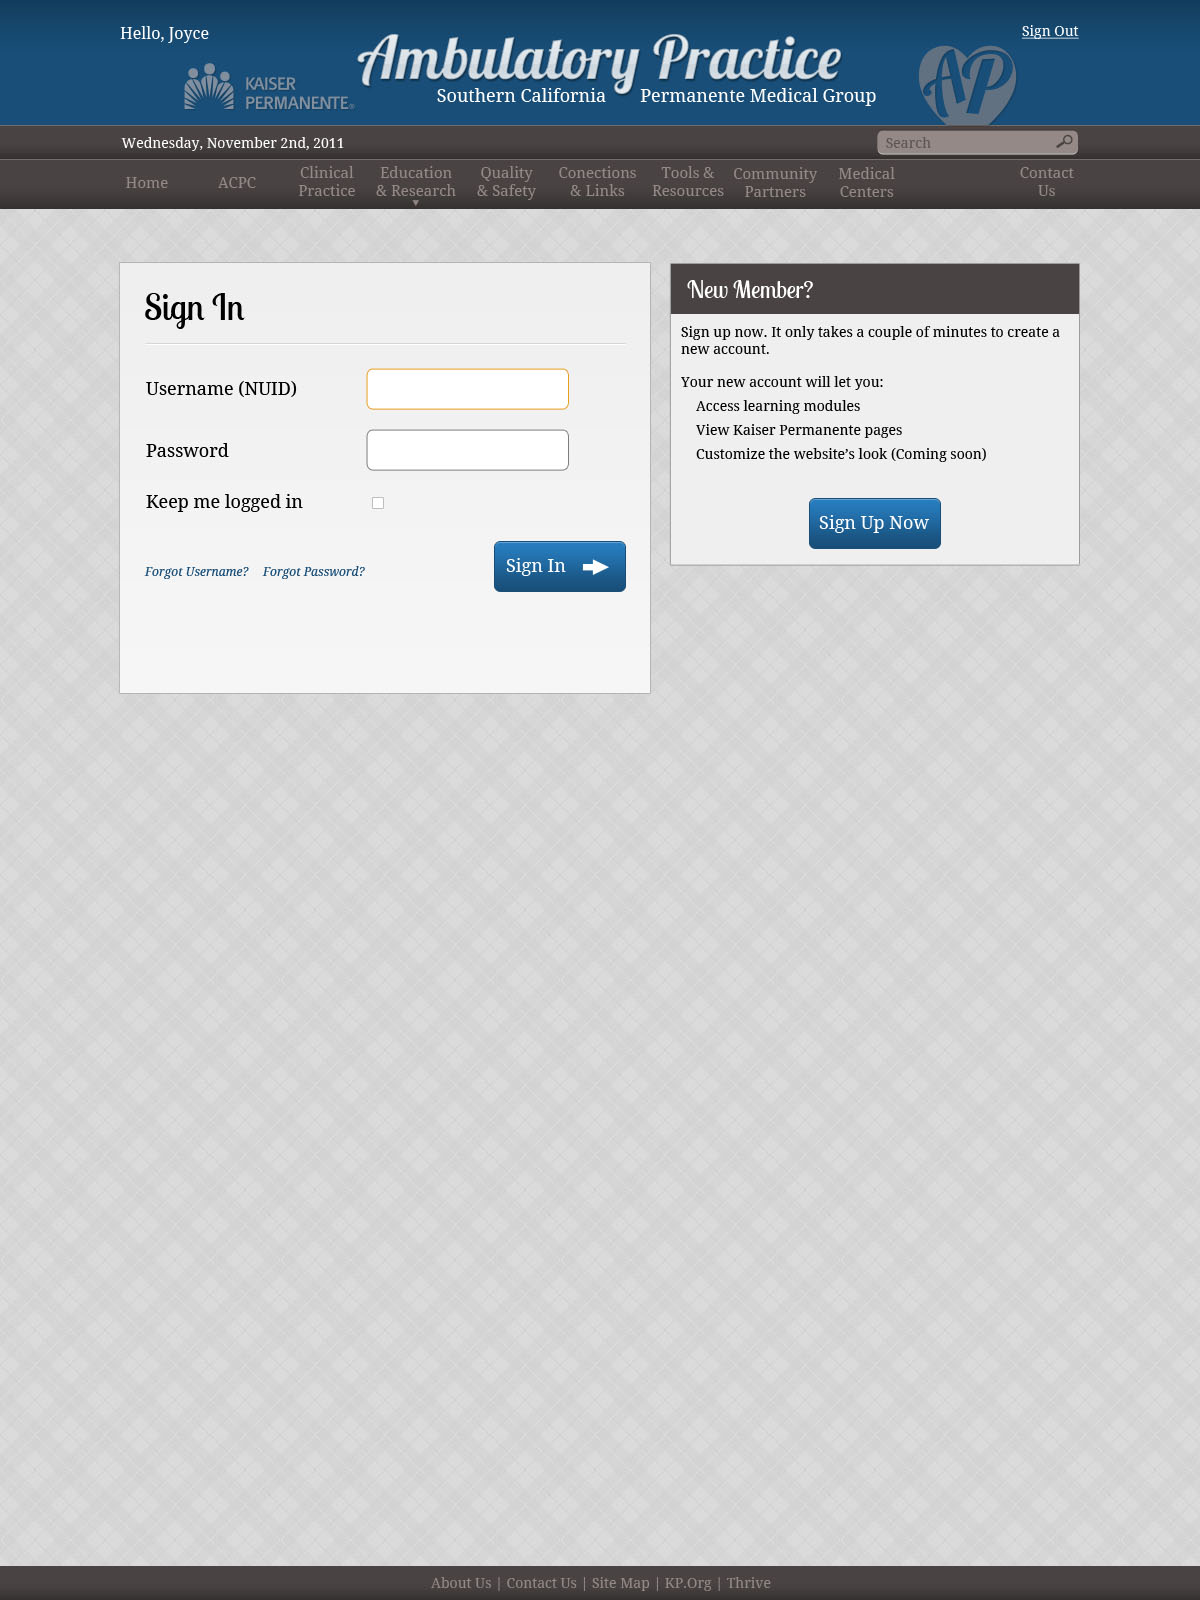 Hello, Joyce
Sign Out
Ambulatory Practice
KAISER
PERMANENTE®
Southern California Permanente Medical Group
AP
Wednesday, November 2nd, 2011
Search
Home
ACPC
Clinical
Practice
Education
& Research
Quality
& Safety
Conections
& Links
Tools &
Resources
Community
Partners
Medical
Centers
Contact
Us
Sign In
Username (NUID)
Password
Keep me logged in
Forgot Username? Forgot Password?
Sign In
New Member?
Sign up now. It only takes a couple of minutes to create a
new account.
Your new account will let you:
Access learning modules
View Kaiser Permanente pages
Customize the website’s look (Coming soon)
Sign Up Now
About Us | Contact Us | Site Map | KP.Org | Thrive